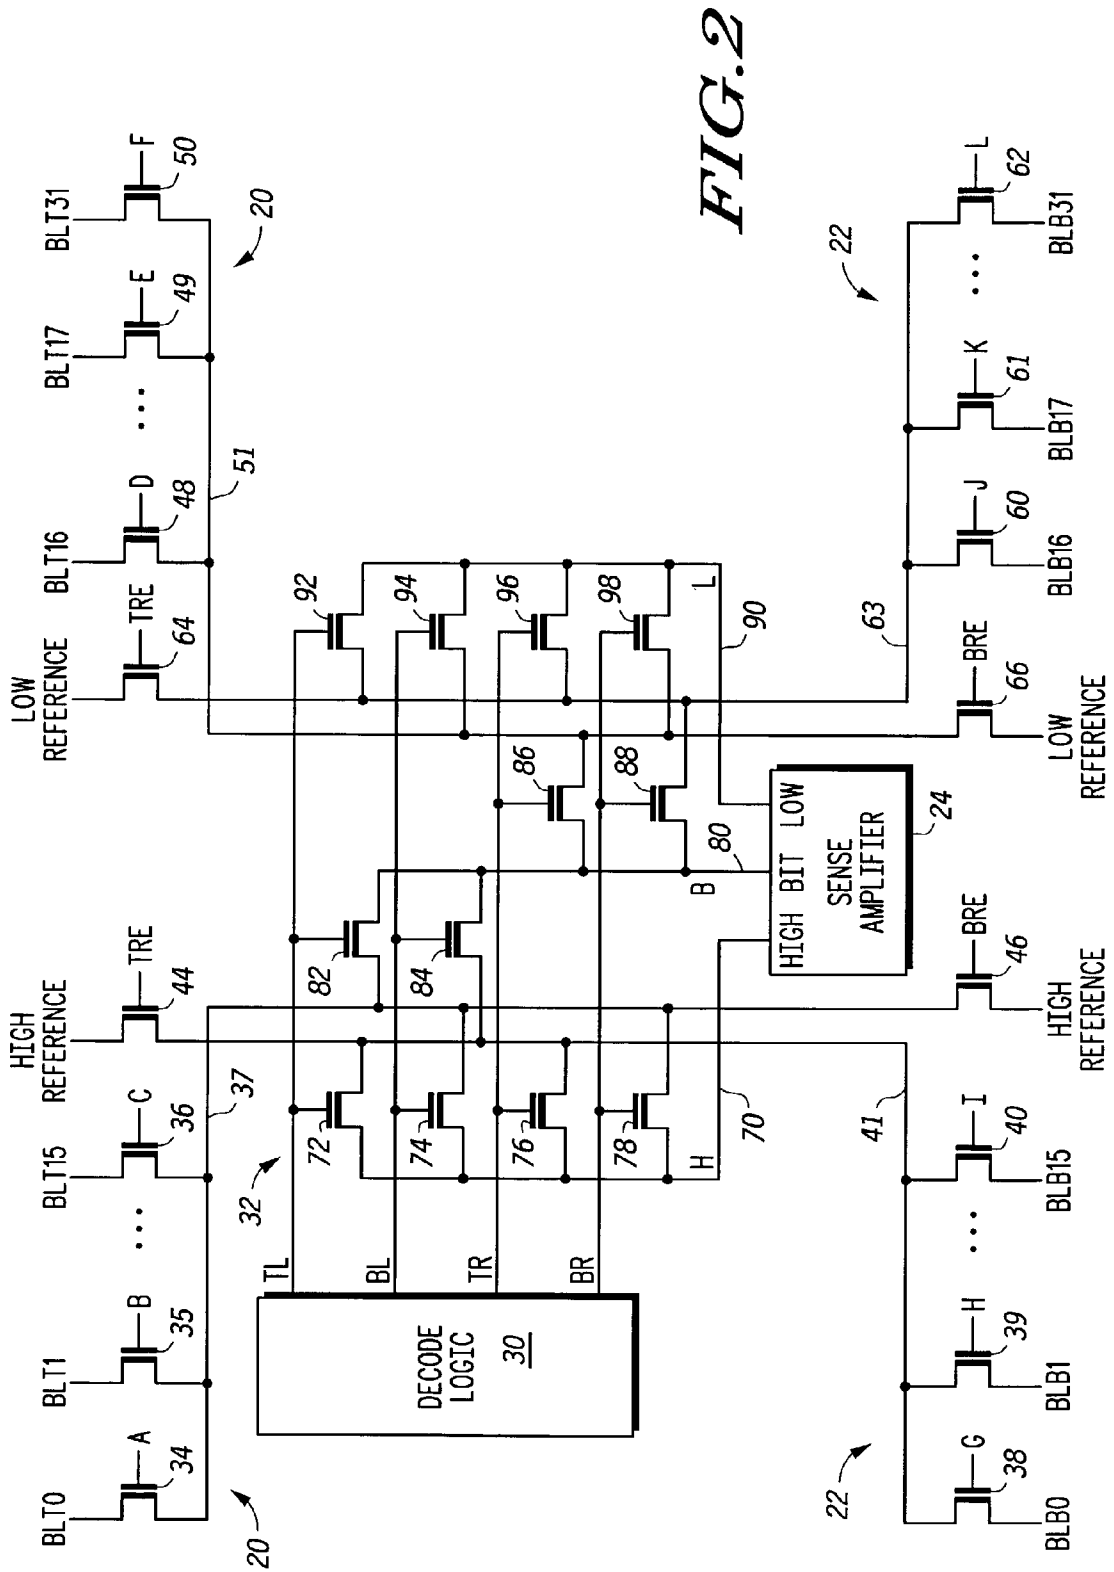 BLT0
BLT1
BLT15
HIGH
REFERENCE
LOW
REFERENCE
BLT16
BLT17
BLT31
A
B
...
C
TRE
TRE
D
...
E
F
34
35
36
44
64
48
49
50
20
37
51
20
32
TL
BL
TR
BR
DECODE
LOGIC
30
72
74
76
78
82
84
86
88
92
94
96
98
H
70
B
80
L
90
HIGH BIT LOW
SENSE
AMPLIFIER
24
22
41
63
22
G
H
...
I
BRE
BRE
J
K
...
L
38
39
40
46
66
60
61
62
BLB0
BLB1
BLB15
HIGH
REFERENCE
LOW
REFERENCE
BLB16
BLB17
BLB31
FIG.2